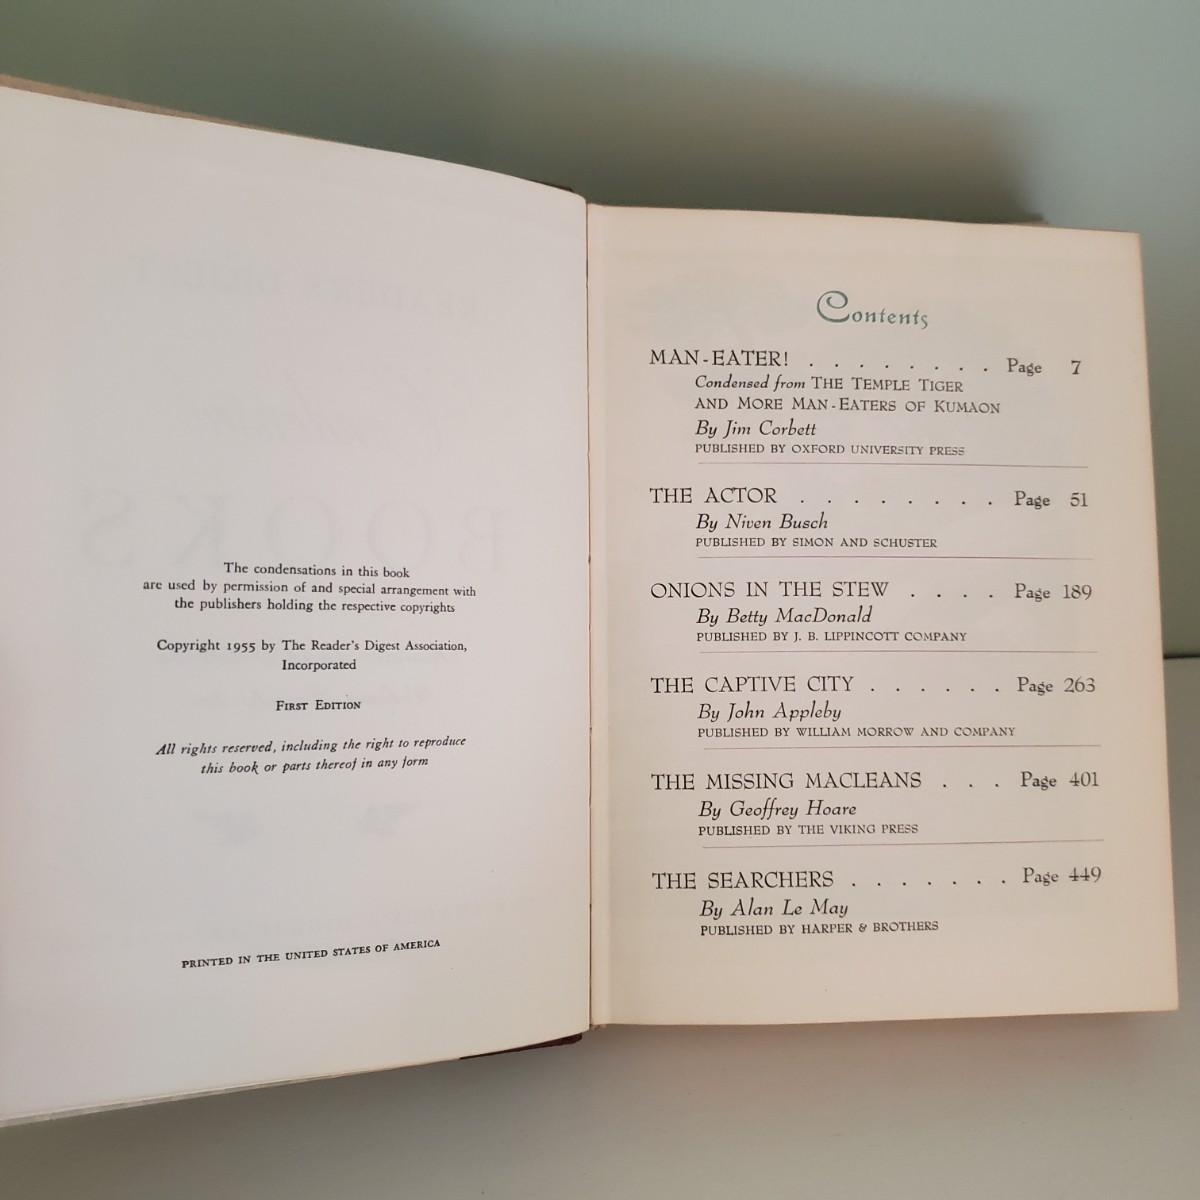 The condensations in this book
are used by permission of and special arrangement with
the publishers holding the respective copyrights
Copyright 1955 by The Reader's Digest Association,
Incorporated
First Edition
All rights reserved, including the right to reproduce
this book or parts thereof in any form
PRINTED IN THE UNITED STATES OF AMERICA
Contents
MAN-EATER! . . . . . . . . Page 7
Condensed from THE TEMPLE TIGER
AND MORE MAN-EATERS OF KUMAON
By Jim Corbett
PUBLISHED BY OXFORD UNIVERSITY PRESS
THE ACTOR . . . . . . . . Page 51
By Niven Busch
PUBLISHED BY SIMON AND SCHUSTER
ONIONS IN THE STEW . . . . Page 189
By Betty MacDonald
PUBLISHED BY J. B. LIPPINCOTT COMPANY
THE CAPTIVE CITY . . . . . . Page 263
By John Appleby
PUBLISHED BY WILLIAM MORROW AND COMPANY
THE MISSING MACLEANS . . . Page 401
By Geoffrey Hoare
PUBLISHED BY THE VIKING PRESS
THE SEARCHERS . . . . . . . Page 449
By Alan Le May
PUBLISHED BY HARPER & BROTHERS